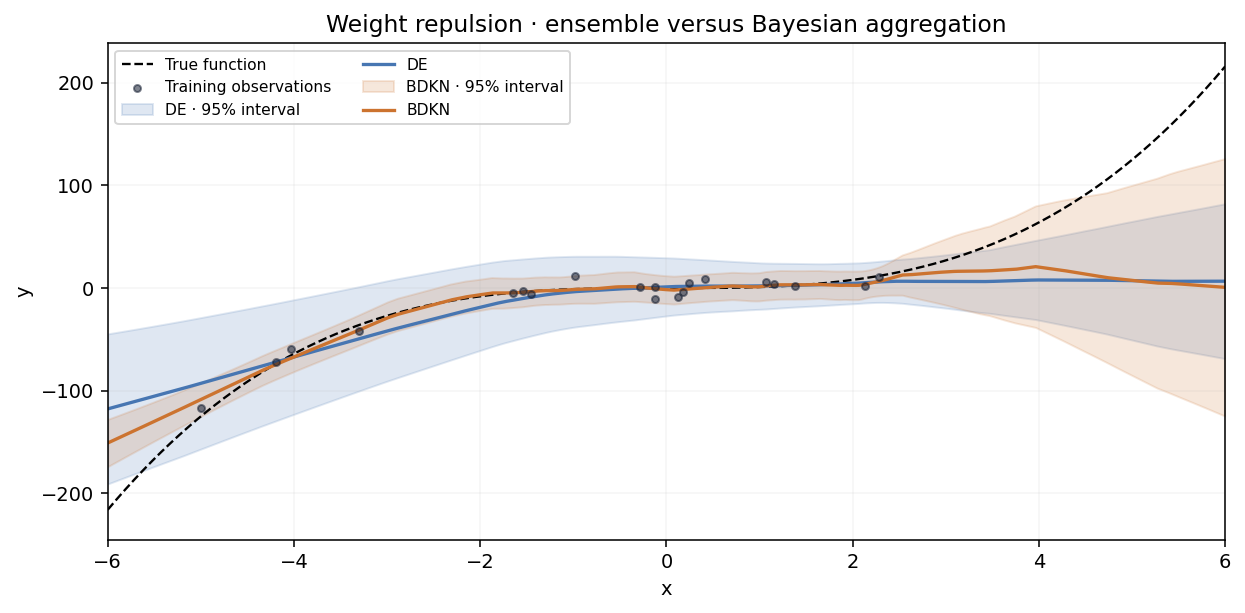 Weight repulsion · ensemble versus Bayesian aggregation
True function
Training observations
DE · 95% interval
DE
BDKN · 95% interval
BDKN
y
200
100
0
−100
−200
−6
−4
−2
0
2
4
6
x